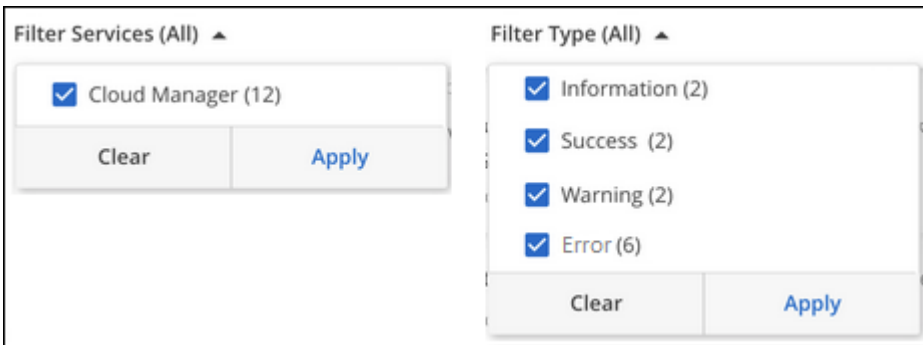 Filter Services (All)
Cloud Manager (12)
Clear Apply
Filter Type (All)
Information (2)
Success (2)
Warning (2)
Error (6)
Clear Apply